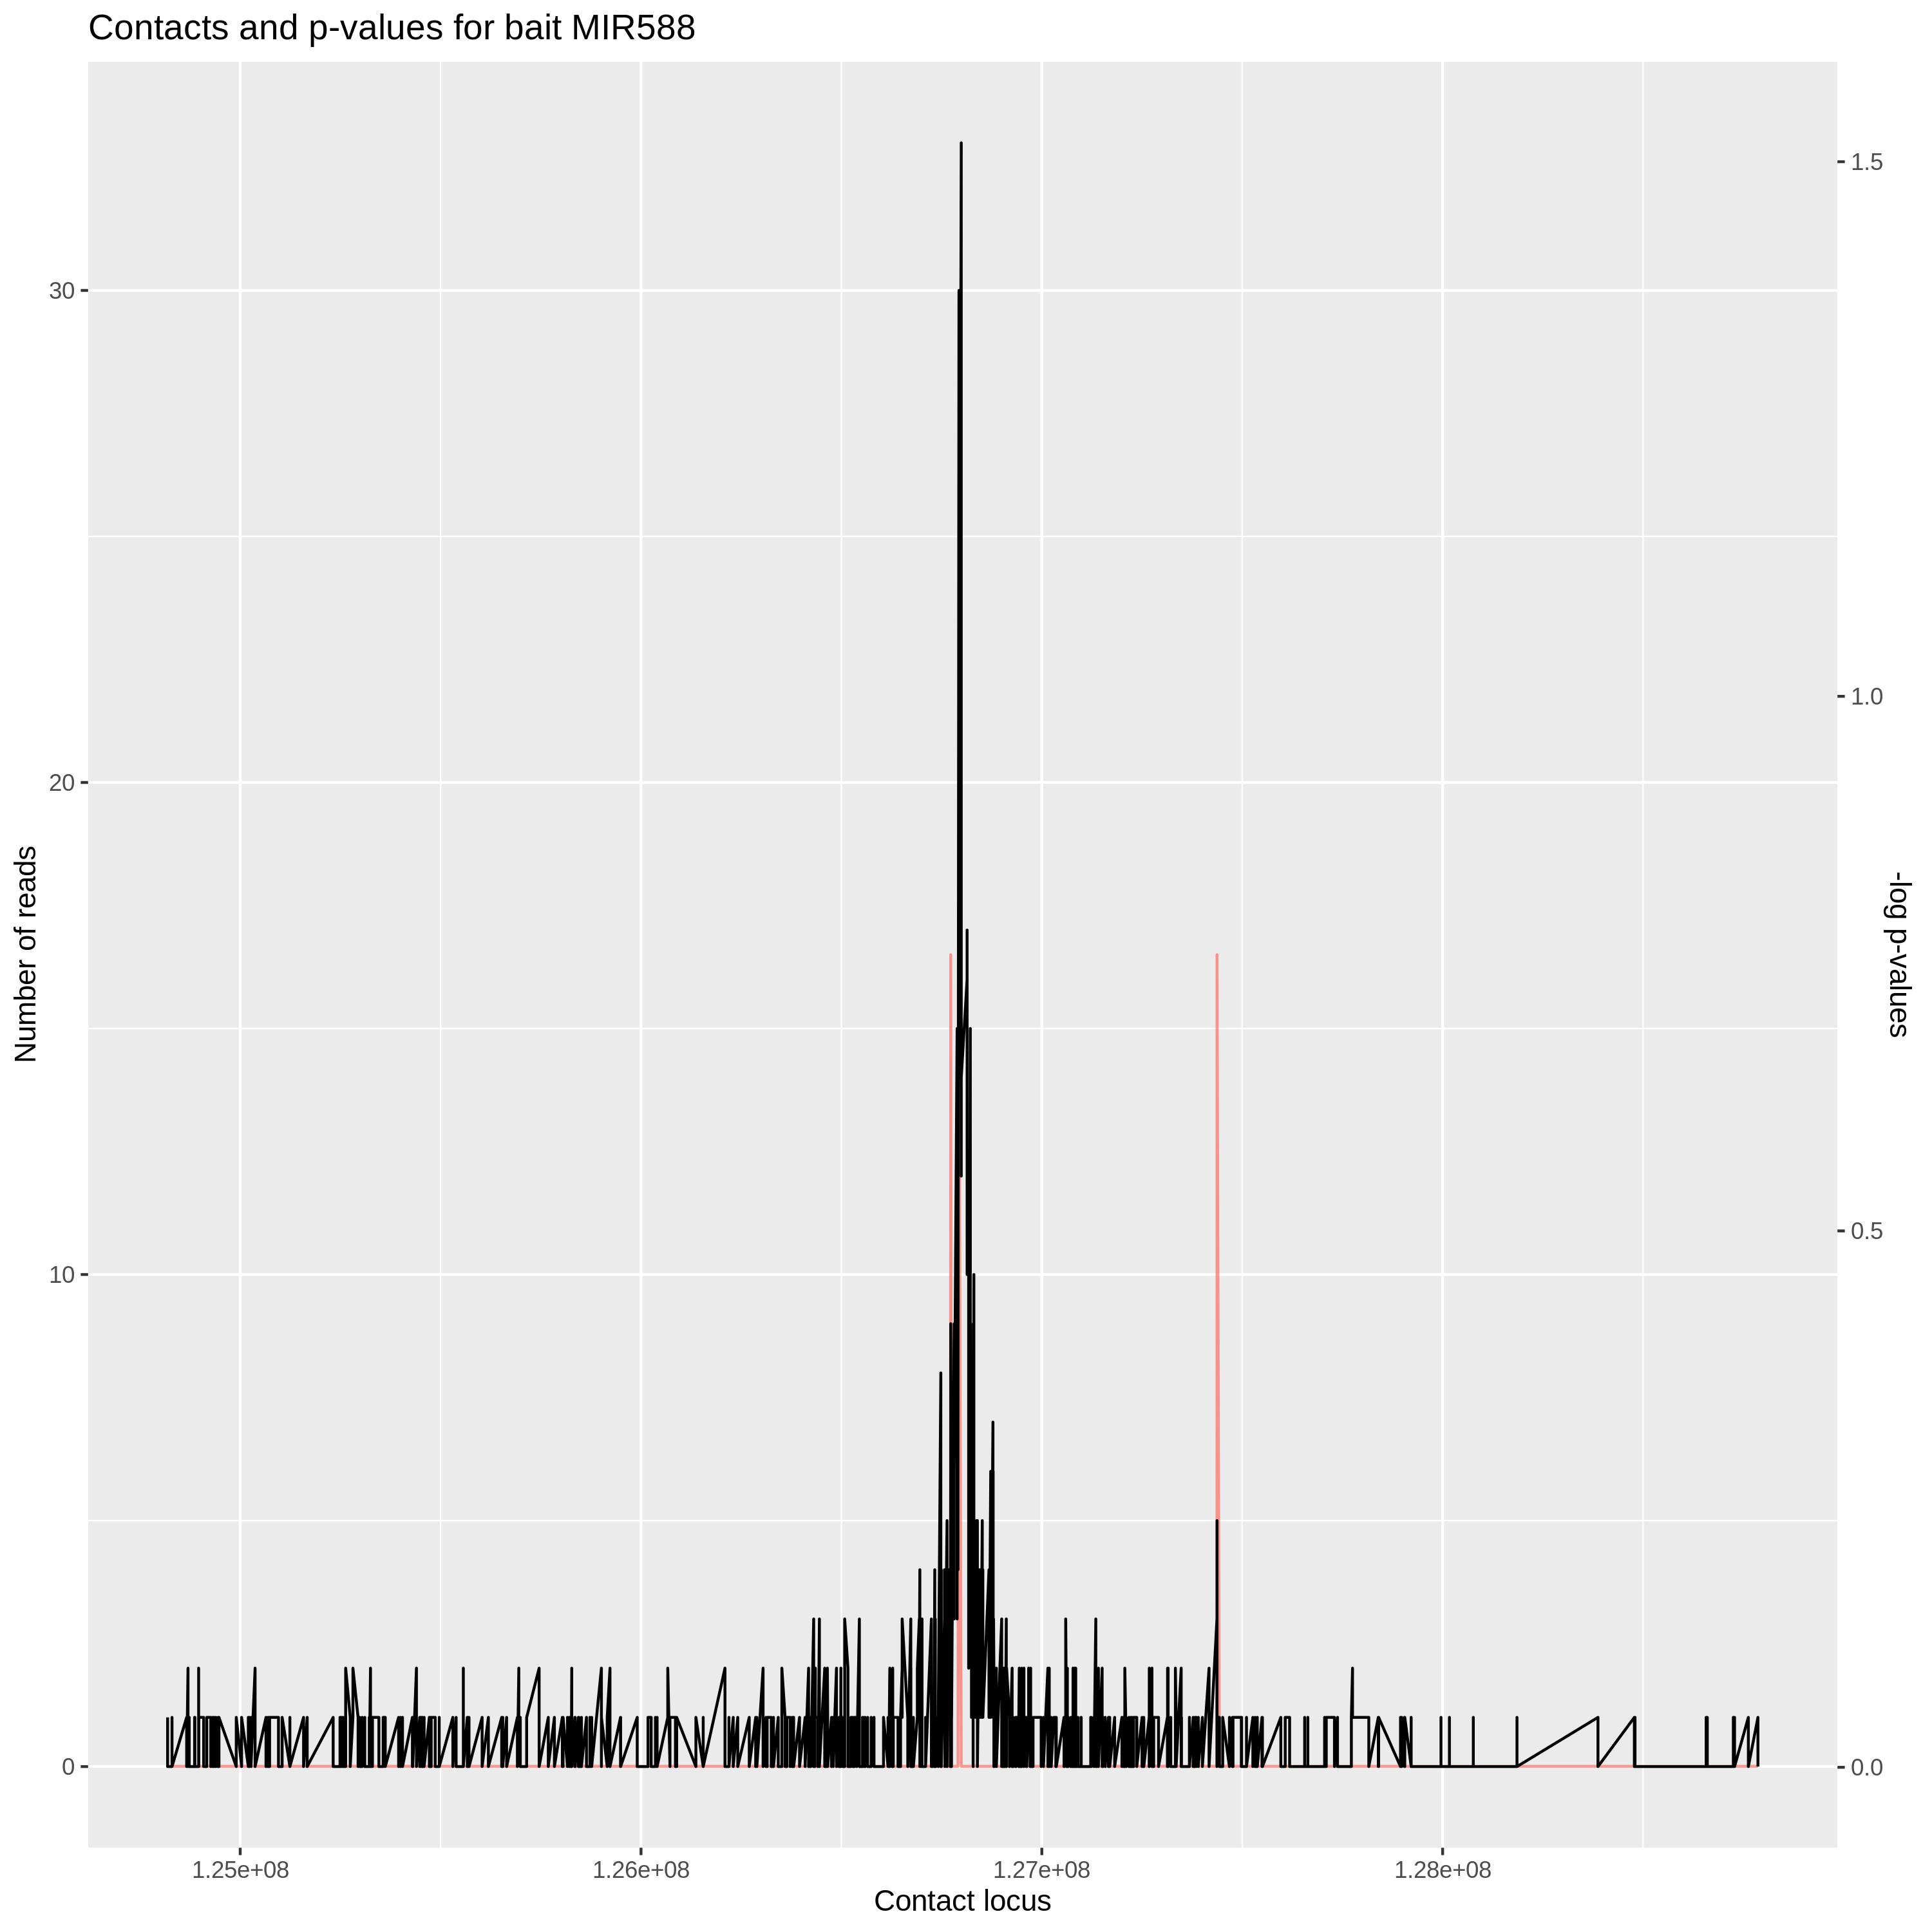 Contacts and p-values for bait MIR588
30
20
10
0
Number of reads
1.5
1.0
0.5
0.0
-log p-values
1.25e+08
1.26e+08
1.27e+08
1.28e+08
Contact locus